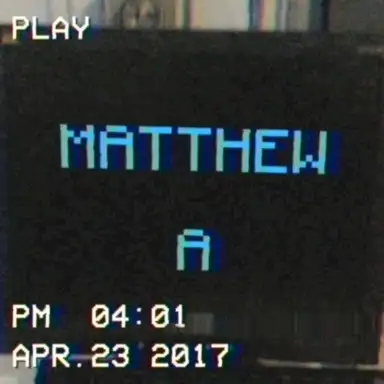 PLAY
MATTHEW
A
PM 04:01
APR.23 2017